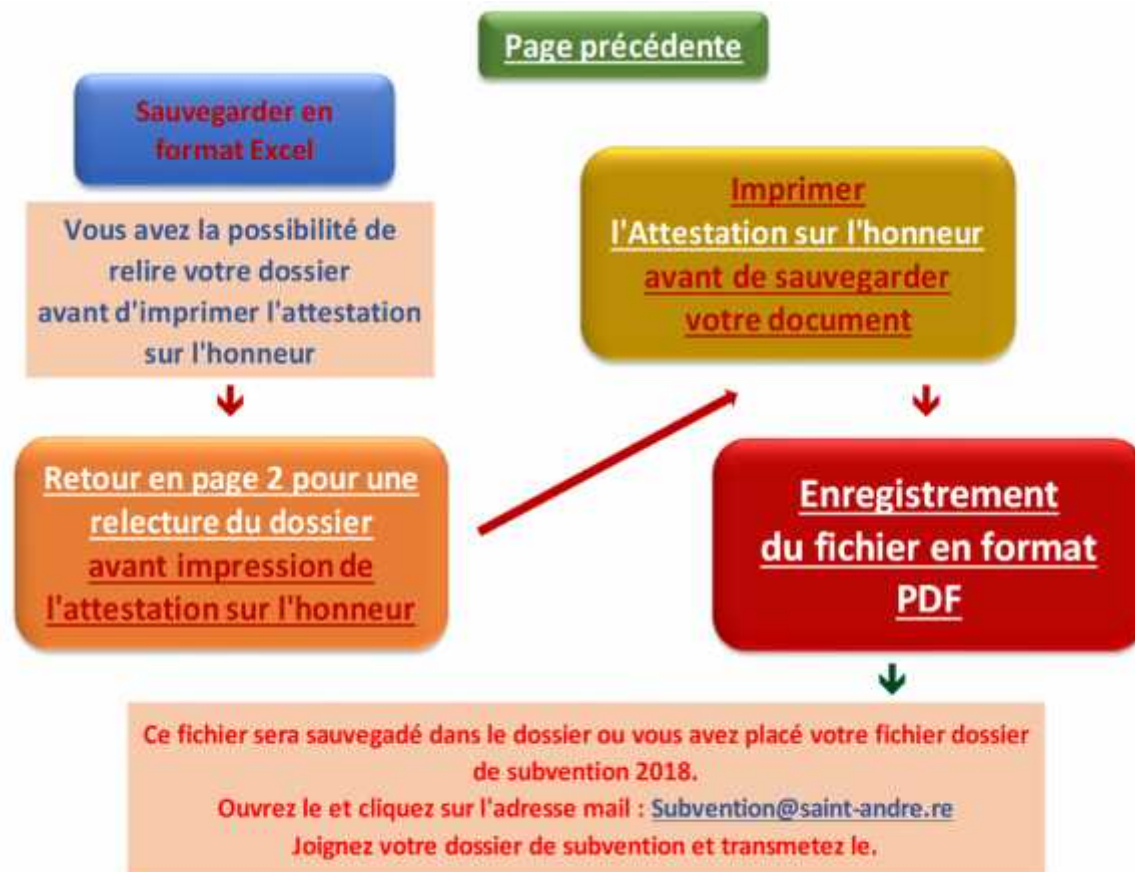 Page précédente
Sauvegarder en
format Excel
Vous avez la possibilité de
relire votre dossier
avant d'imprimer l'attestation
sur l'honneur
Retour en page 2 pour une
relecture du dossier
avant impression de
l'attestation sur l'honneur
Imprimer
l'Attestation sur l'honneur
avant de sauvegarder
votre document
Enregistrement
du fichier en format
PDF
Ce fichier sera sauvegadé dans le dossier ou vous avez placé votre fichier dossier
de subvention 2018.
Ouvrez le et cliquez sur l'adresse mail : Subvention@saint-andre.re
Joignez votre dossier de subvention et transmetez le.